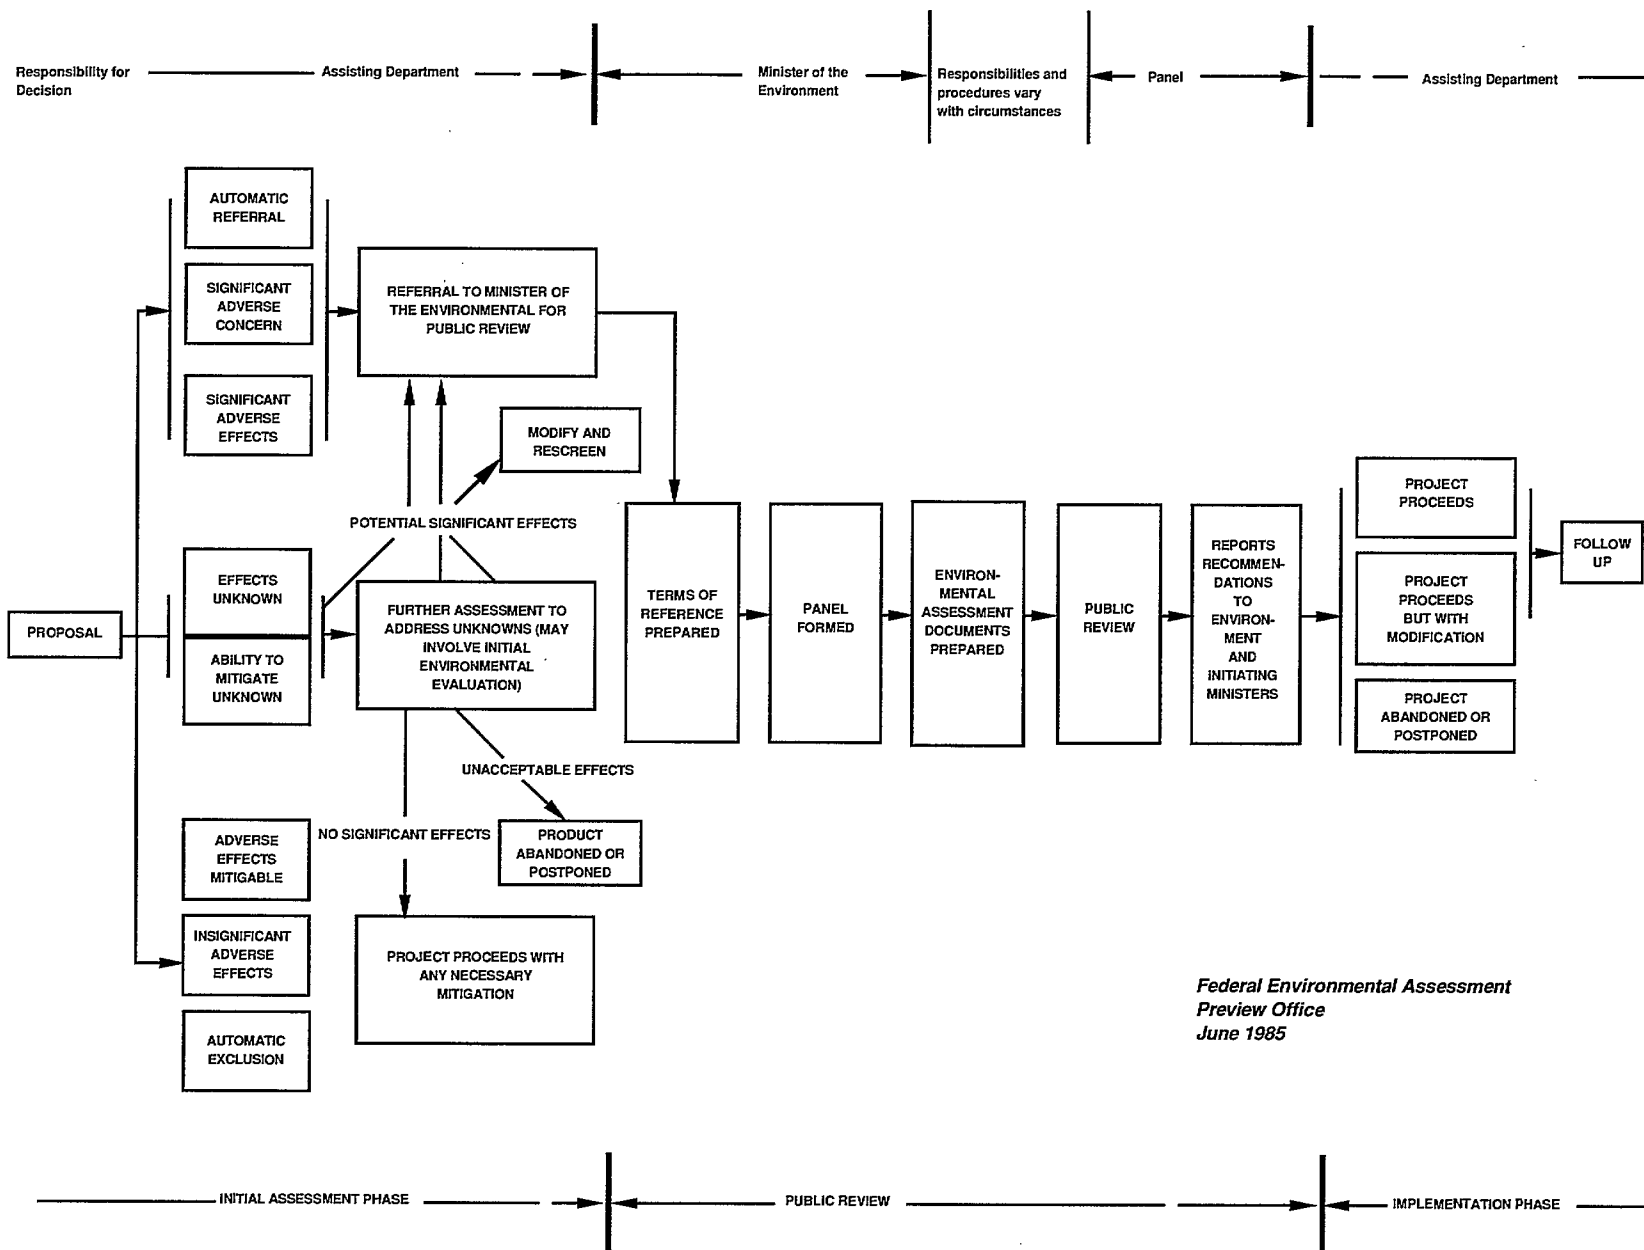 Responsibility for
Decision
Assisting Department
Minister of the
Environment
Responsibilities and
procedures vary
with circumstances
Panel
Assisting Department
AUTOMATIC
REFERRAL
SIGNIFICANT
ADVERSE
CONCERN
SIGNIFICANT
ADVERSE
EFFECTS
REFERRAL TO MINISTER OF
THE ENVIRONMENTAL FOR
PUBLIC REVIEW
MODIFY AND
RESCREEN
POTENTIAL SIGNIFICANT EFFECTS
PROPOSAL
EFFECTS
UNKNOWN
ABILITY TO
MITIGATE
UNKNOWN
FURTHER ASSESSMENT TO
ADDRESS UNKNOWNS (MAY
INVOLVE INITIAL
ENVIRONMENTAL
EVALUATION)
TERMS OF
REFERENCE
PREPARED
PANEL
FORMED
ENVIRON-
MENTAL
ASSESSMENT
DOCUMENTS
PREPARED
PUBLIC
REVIEW
REPORTS
RECOMMEN-
DATIONS
TO
ENVIRON-
MENT
AND
INITIATING
MINISTERS
PROJECT
PROCEEDS
PROJECT
PROCEEDS
BUT WITH
MODIFICATION
PROJECT
ABANDONED OR
POSTPONED
FOLLOW
UP
UNACCEPTABLE EFFECTS
NO SIGNIFICANT EFFECTS
PRODUCT
ABANDONED OR
POSTPONED
ADVERSE
EFFECTS
MITIGABLE
INSIGNIFICANT
ADVERSE
EFFECTS
AUTOMATIC
EXCLUSION
PROJECT PROCEEDS WITH
ANY NECESSARY
MITIGATION
Federal Environmental Assessment
Preview Office
June 1985
INITIAL ASSESSMENT PHASE
PUBLIC REVIEW
IMPLEMENTATION PHASE